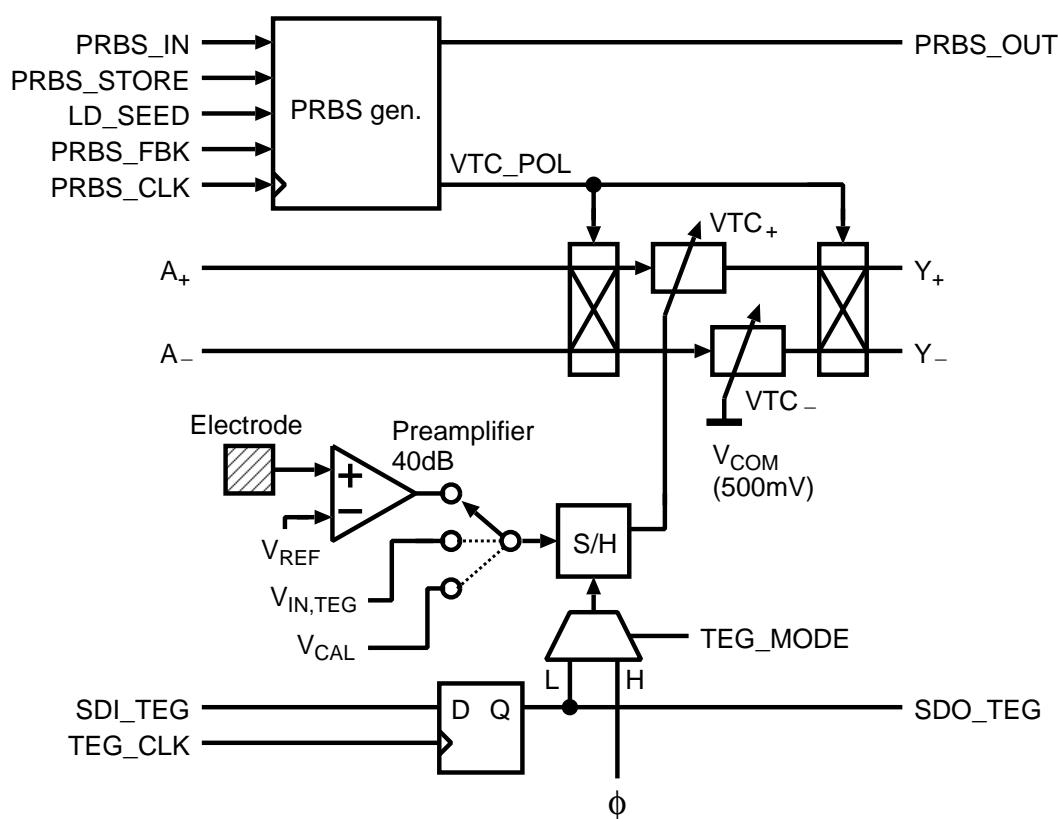 PRBS_IN
PRBS_STORE
LD_SEED
PRBS_FBK
PRBS_CLK
PRBS gen.
PRBS_OUT
VTC_POL
VTC+
A+
Y+
A−
Y−
VTC−
VCOM
(500mV)
Electrode
Preamplifier
40dB
+
−
VREF
VIN,TEG
VCAL
S/H
TEG_MODE
L
H
SDI_TEG
TEG_CLK
D
Q
SDO_TEG
ϕ